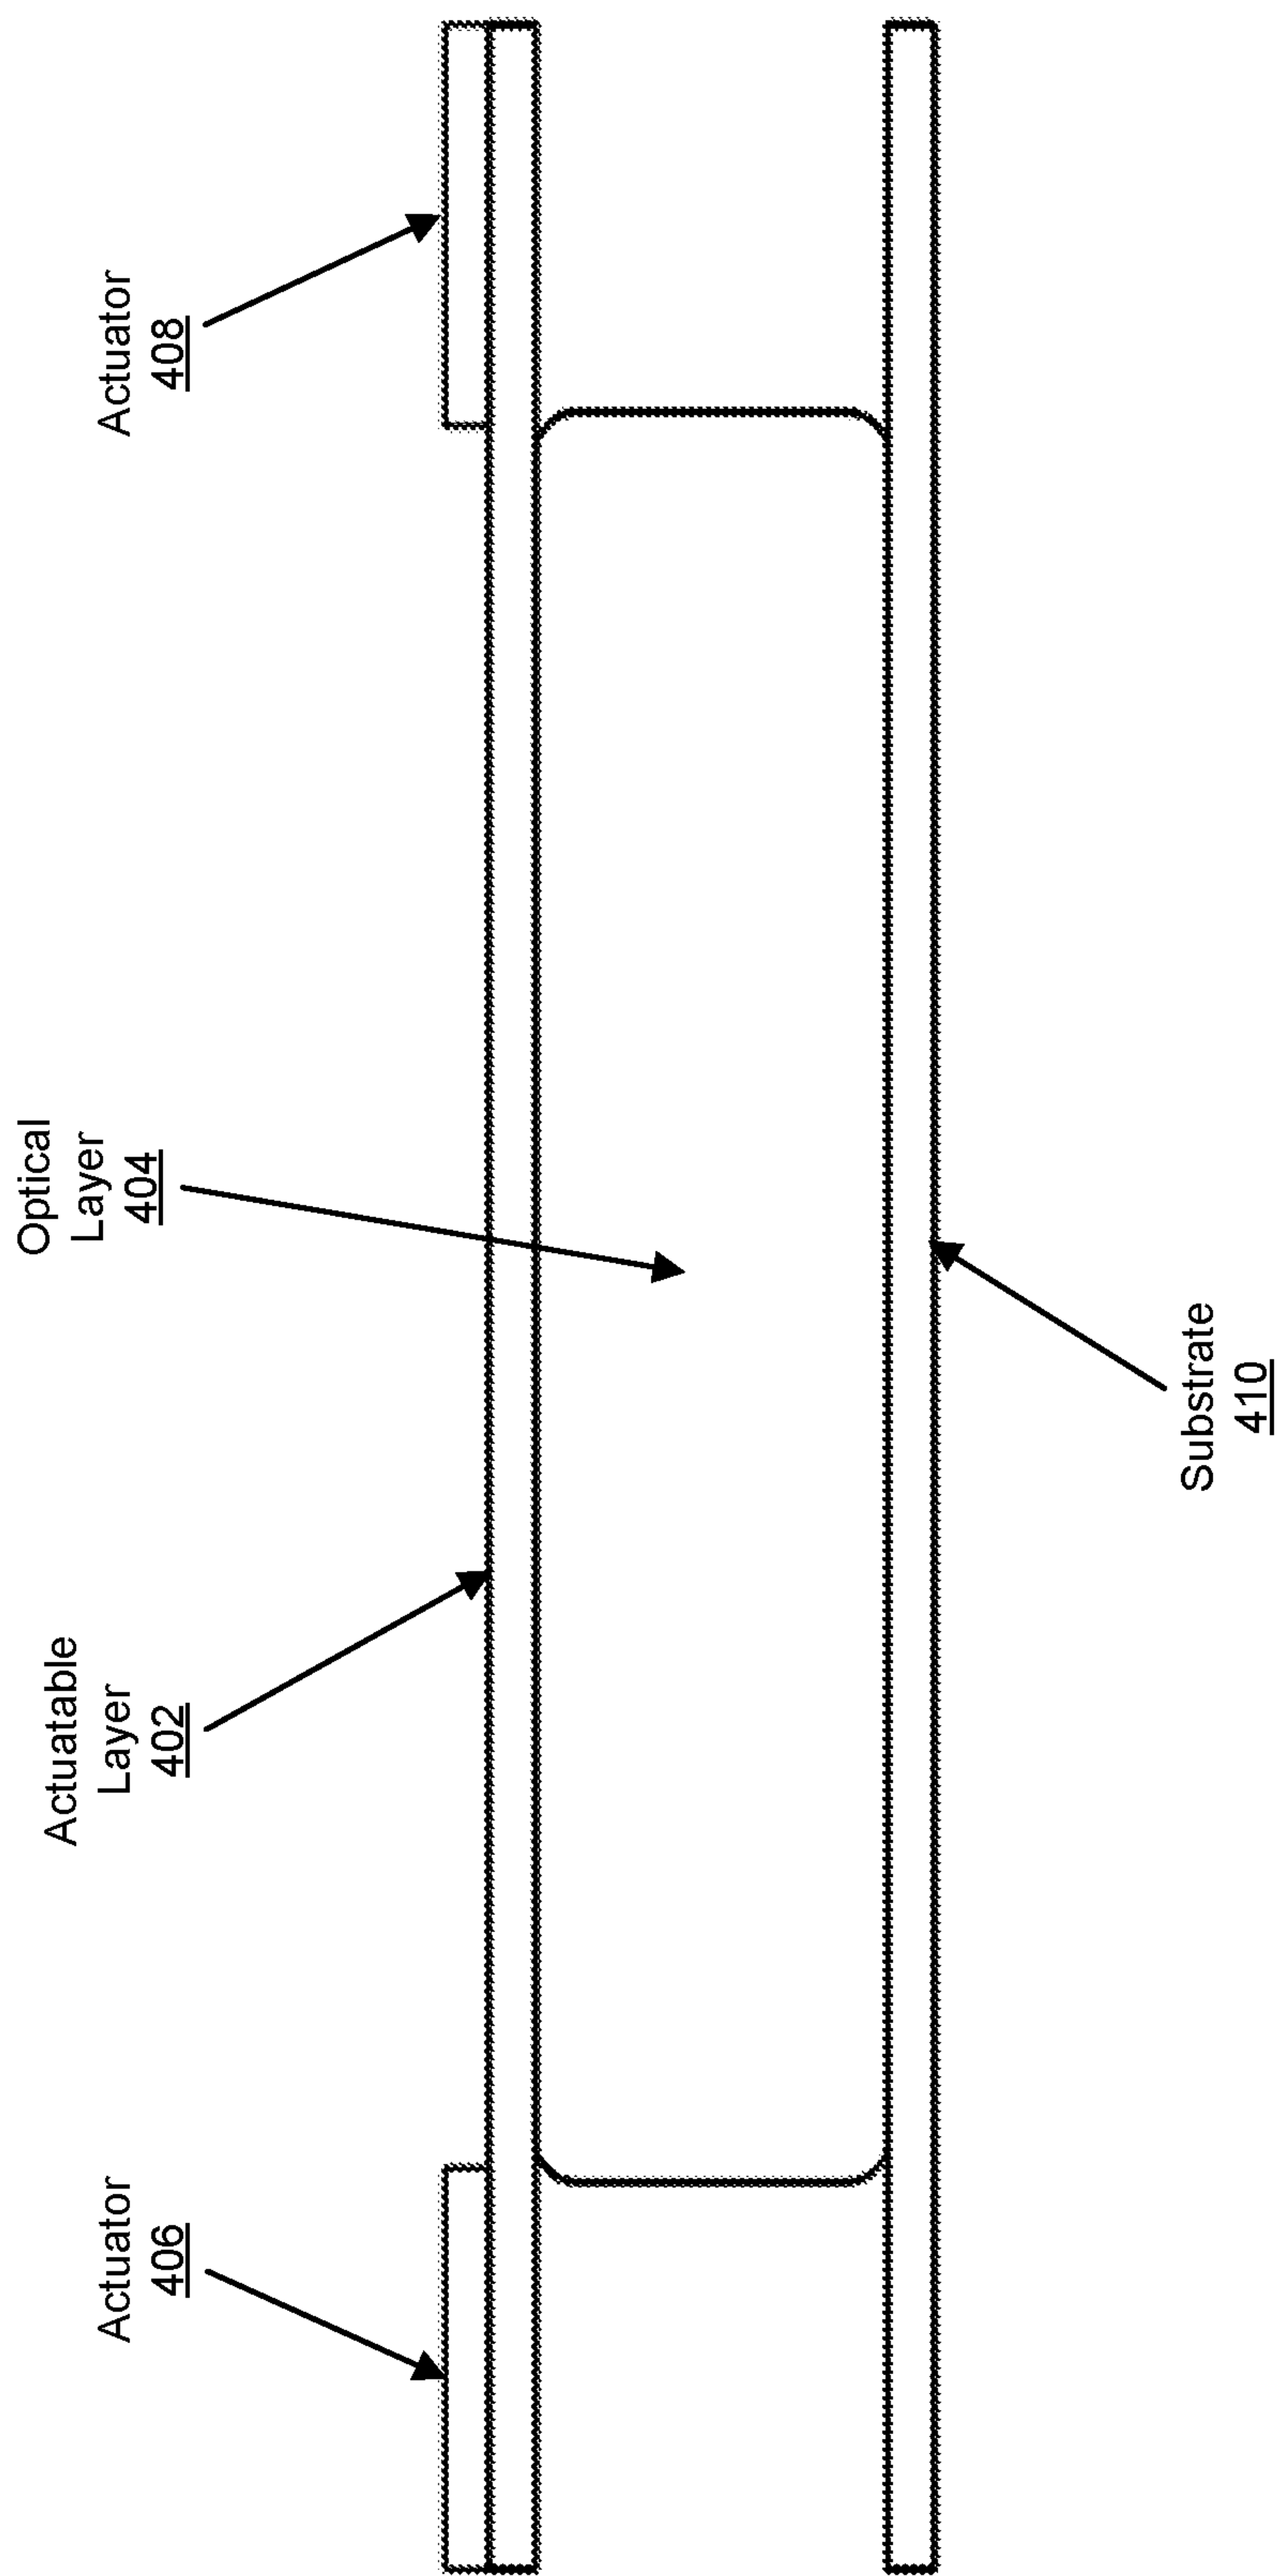 Actuator
406
Actuatable
Layer
402
Optical
Layer
404
Actuator
408
Substrate
410